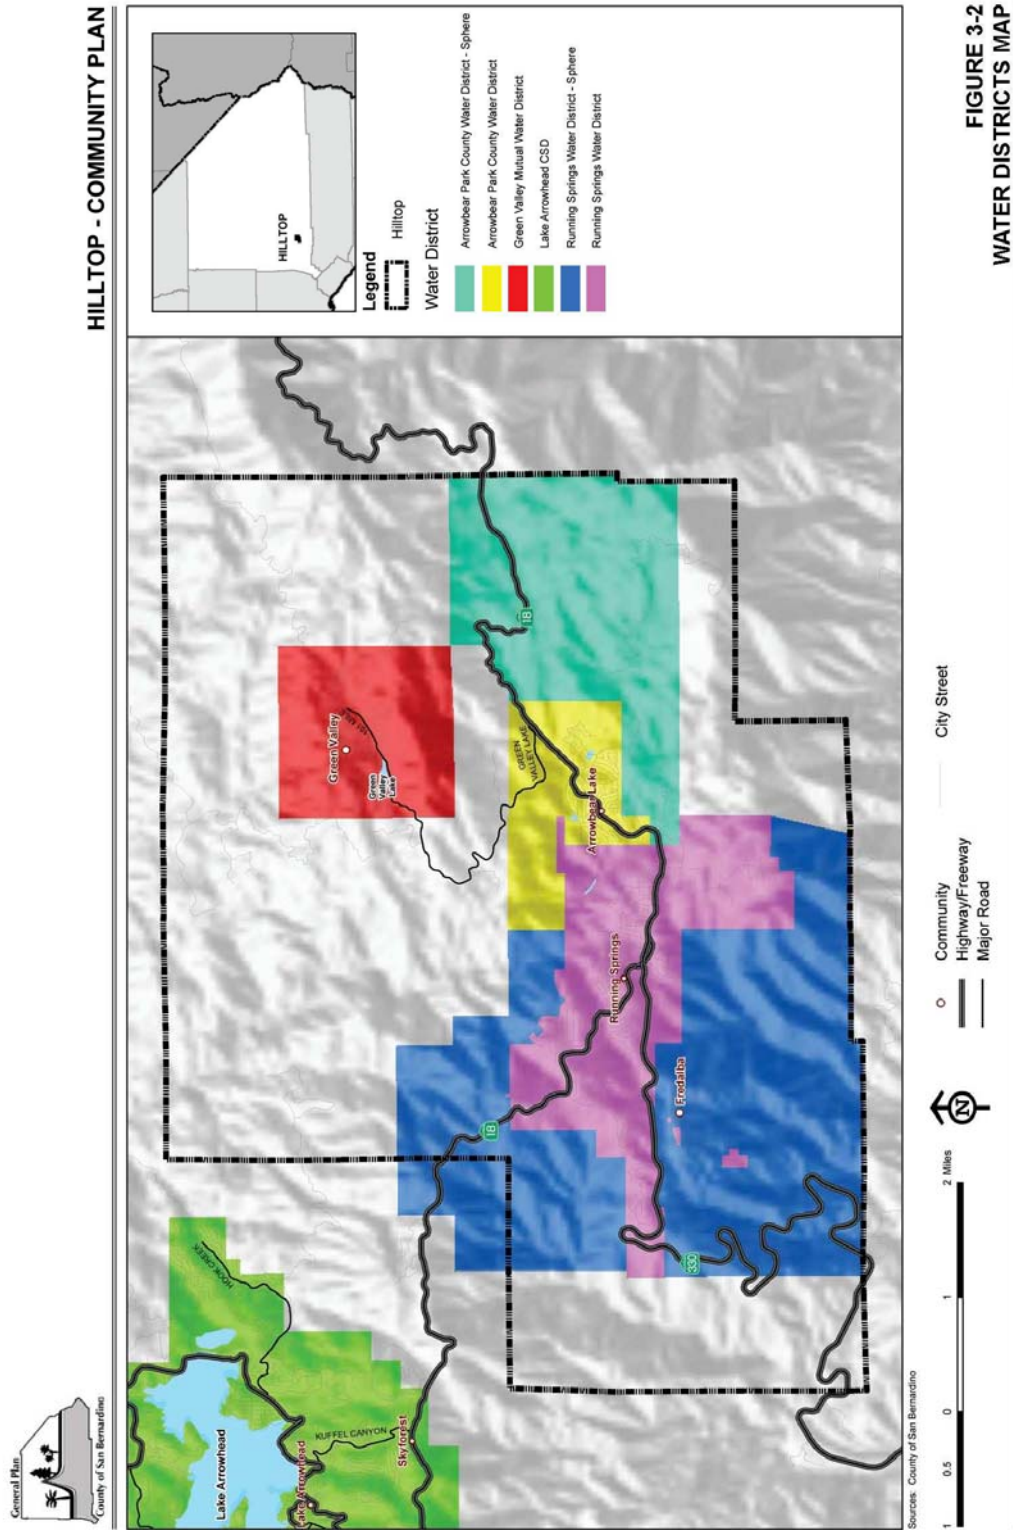 General Plan
County of San Bernardino
HILLTOP - COMMUNITY PLAN
Lake Arrowhead
Lake Arrowhead
HOOK CREEK
KUFFEL CANYON
Skyforest
18
330
Fredalba
Running Springs
Arrowbear Lake
GREEN
VALLEY LAKE
18
Green Valley
Green
Valley
Lake
HILLTOP
Legend
Hilltop
Water District
Arrowbear Park County Water District - Sphere
Arrowbear Park County Water District
Green Valley Mutual Water District
Lake Arrowhead CSD
Running Springs Water District - Sphere
Running Springs Water District
Sources: County of San Bernardino
1 0.5 0 1 2 Miles
N
Community
Highway/Freeway
Major Road
City Street
FIGURE 3-2
WATER DISTRICTS MAP